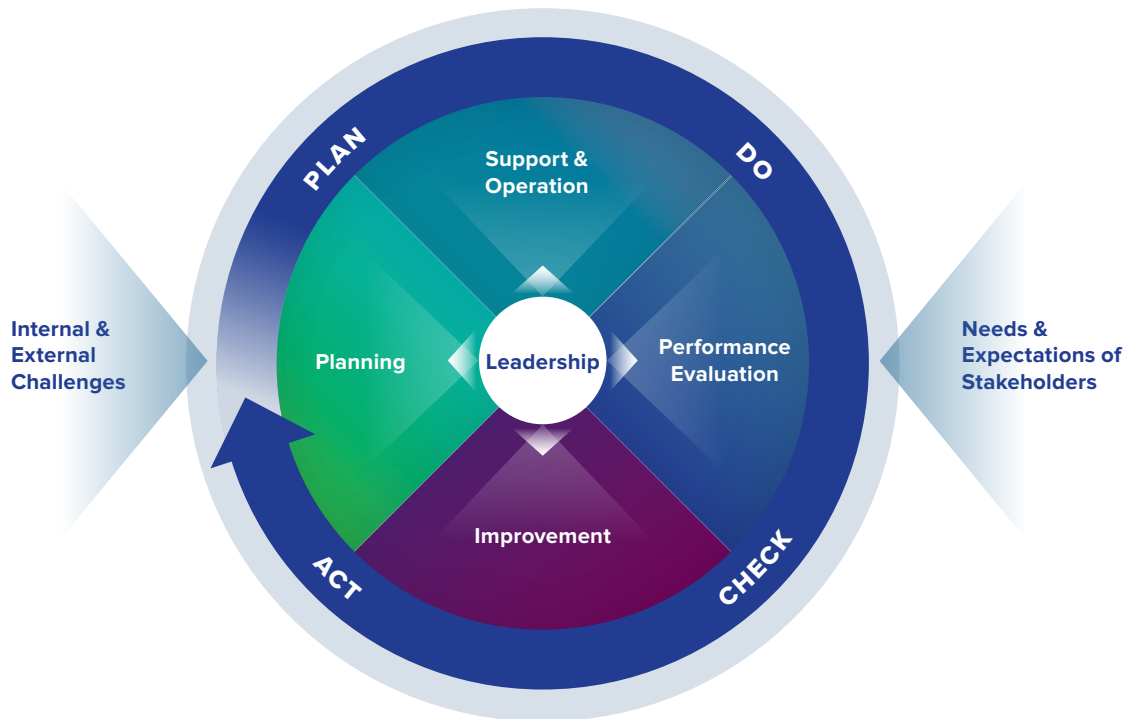 PLAN
DO
Support &
Operation
Internal &
External
Challenges
Planning
Leadership
Performance
Evaluation
Needs &
Expectations of
Stakeholders
Improvement
ACT
CHECK